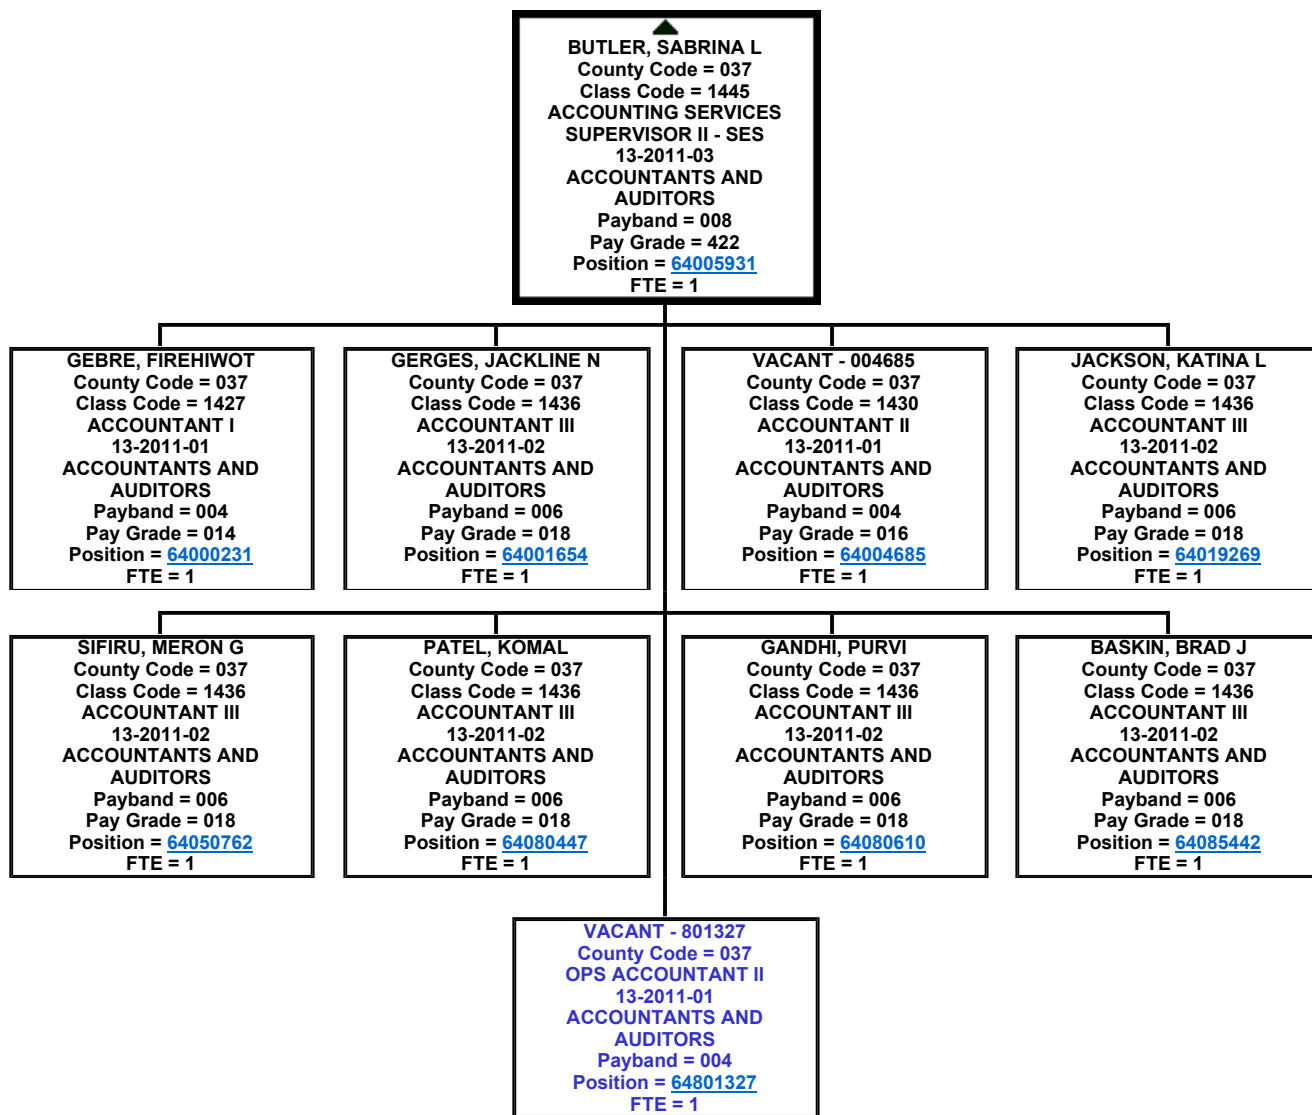 BUTLER, SABRINA L
County Code = 037
Class Code = 1445
ACCOUNTING SERVICES
SUPERVISOR II - SES
13-2011-03
ACCOUNTANTS AND
AUDITORS
Payband = 008
Pay Grade = 422
Position = 64005931
FTE = 1
GEBRE, FIREHIWOT
County Code = 037
Class Code = 1427
ACCOUNTANT I
13-2011-01
ACCOUNTANTS AND
AUDITORS
Payband = 004
Pay Grade = 014
Position = 64000231
FTE = 1
GERGES, JACKLINE N
County Code = 037
Class Code = 1436
ACCOUNTANT III
13-2011-02
ACCOUNTANTS AND
AUDITORS
Payband = 006
Pay Grade = 018
Position = 64001654
FTE = 1
VACANT - 004685
County Code = 037
Class Code = 1430
ACCOUNTANT II
13-2011-01
ACCOUNTANTS AND
AUDITORS
Payband = 004
Pay Grade = 016
Position = 64004685
FTE = 1
JACKSON, KATINA L
County Code = 037
Class Code = 1436
ACCOUNTANT III
13-2011-02
ACCOUNTANTS AND
AUDITORS
Payband = 006
Pay Grade = 018
Position = 64019269
FTE = 1
SIFIRU, MERON G
County Code = 037
Class Code = 1436
ACCOUNTANT III
13-2011-02
ACCOUNTANTS AND
AUDITORS
Payband = 006
Pay Grade = 018
Position = 64050762
FTE = 1
PATEL, KOMAL
County Code = 037
Class Code = 1436
ACCOUNTANT III
13-2011-02
ACCOUNTANTS AND
AUDITORS
Payband = 006
Pay Grade = 018
Position = 64080447
FTE = 1
GANDHI, PURVI
County Code = 037
Class Code = 1436
ACCOUNTANT III
13-2011-02
ACCOUNTANTS AND
AUDITORS
Payband = 006
Pay Grade = 018
Position = 64080610
FTE = 1
BASKIN, BRAD J
County Code = 037
Class Code = 1436
ACCOUNTANT III
13-2011-02
ACCOUNTANTS AND
AUDITORS
Payband = 006
Pay Grade = 018
Position = 64085442
FTE = 1
VACANT - 801327
County Code = 037
OPS ACCOUNTANT II
13-2011-01
ACCOUNTANTS AND
AUDITORS
Payband = 004
Position = 64801327
FTE = 1